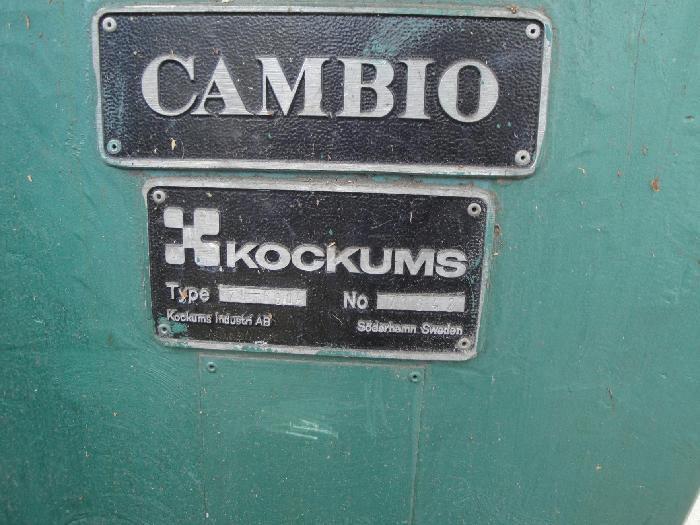 CAMBIO
KOCKUMS
Type No
Kockums Industri AB Söderhamn Sweden